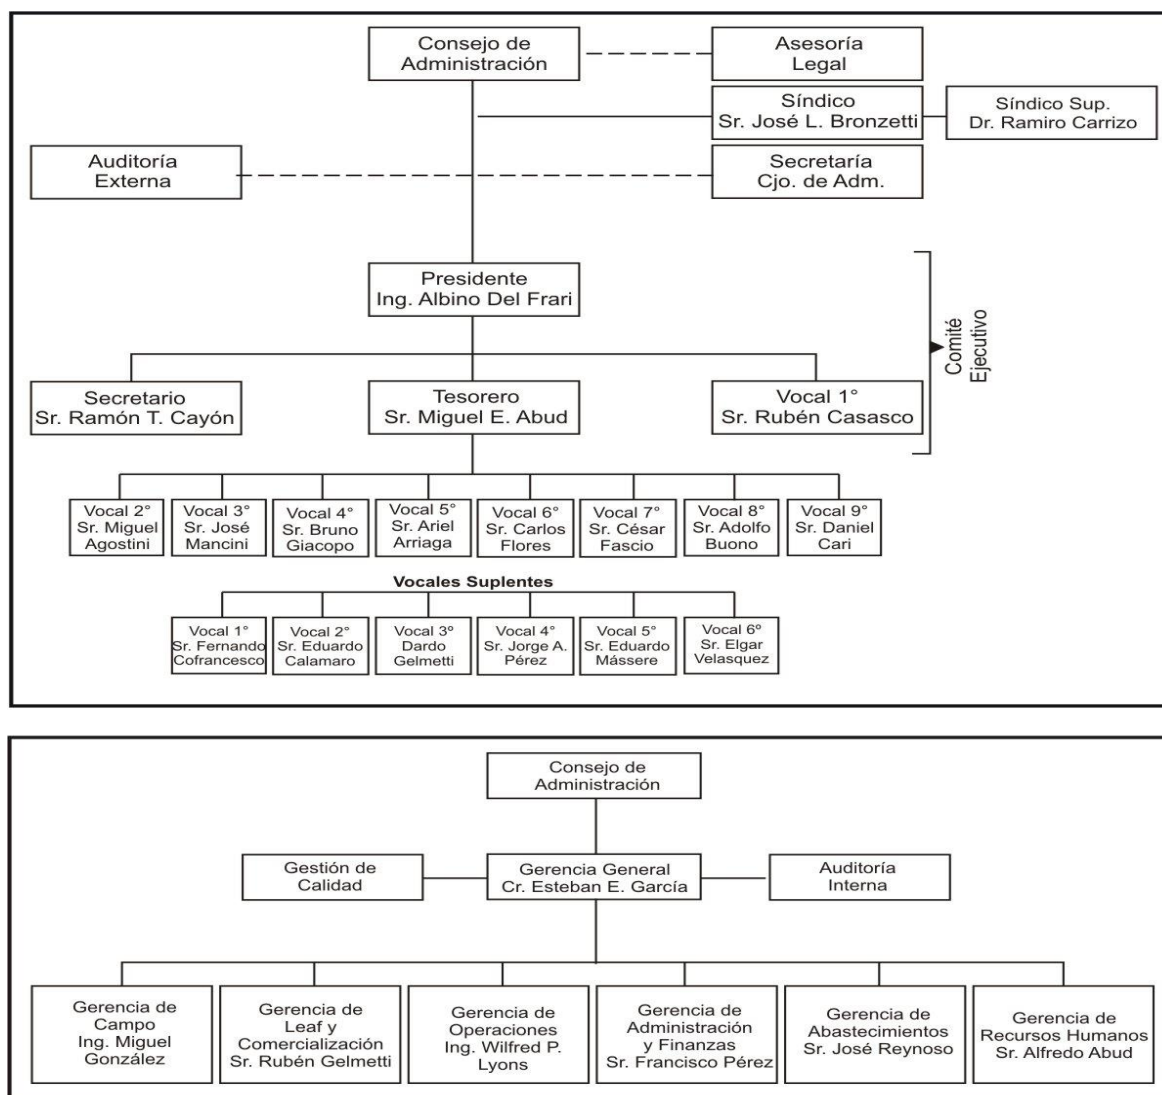 Consejo de
Administración
Asesoría
Legal
Síndico
Sr. José L. Bronzetti
Síndico Sup.
Dr. Ramiro Carrizo
Auditoría
Externa
Secretaría
Cjo. de Adm.
Presidente
Ing. Albino Del Frari
Comité
Ejecutivo
Secretario
Sr. Ramón T. Cayón
Tesorero
Sr. Miguel E. Abud
Vocal 1°
Sr. Rubén Casasco
Vocal 2°
Sr. Miguel
Agostini
Vocal 3°
Sr. José
Mancini
Vocal 4°
Sr. Bruno
Giacopo
Vocal 5°
Sr. Ariel
Arriaga
Vocal 6°
Sr. Carlos
Flores
Vocal 7°
Sr. César
Fascio
Vocal 8°
Sr. Adolfo
Buono
Vocal 9°
Sr. Daniel
Cari
Vocales Suplentes
Vocal 1°
Sr. Fernando
Cofrancesco
Vocal 2°
Sr. Eduardo
Calamaro
Vocal 3º
Dardo
Gelmetti
Vocal 4°
Sr. Jorge A.
Pérez
Vocal 5°
Sr. Eduardo
Mássere
Vocal 6º
Sr. Elgar
Velasquez
Consejo de
Administración
Gestión de
Calidad
Gerencia General
Cr. Esteban E. García
Auditoría
Interna
Gerencia de
Campo
Ing. Miguel
González
Gerencia de
Leaf y
Comercialización
Sr. Rubén Gelmetti
Gerencia de
Operaciones
Ing. Wilfred P.
Lyons
Gerencia de
Administración
y Finanzas
Sr. Francisco Pérez
Gerencia de
Abastecimientos
Sr. José Reynoso
Gerencia de
Recursos Humanos
Sr. Alfredo Abud